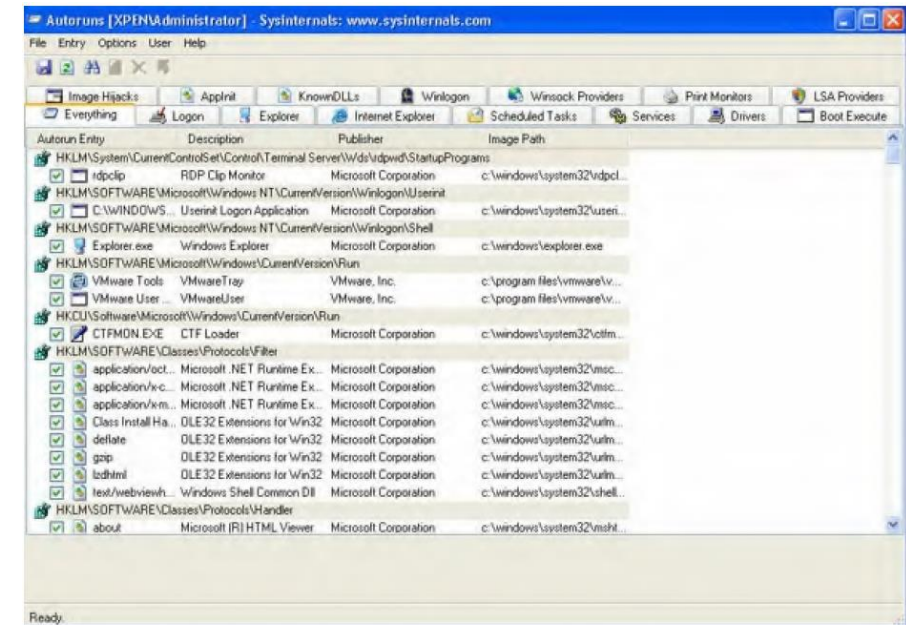 Autoruns [XPEN\Administrator] - Sysinternals: www.sysinternals.com
File Entry Options User Help
Image Hijacks AppInit KnownDLLs Winlogon Winsock Providers Print Monitors LSA Providers
Everything Logon Explorer Internet Explorer Scheduled Tasks Services Drivers Boot Execute
Autorun Entry Description Publisher Image Path
HKLM\System\CurrentControlSet\Control\Terminal Server\Wds\rdpwd\StartupPrograms
rdpclip RDP Clip Monitor Microsoft Corporation c:\windows\system32\rdpcl...
HKLM\SOFTWARE\Microsoft\Windows NT\CurrentVersion\Winlogon\Userinit
C:\WINDOWS... Userinit Logon Application Microsoft Corporation c:\windows\system32\useri...
HKLM\SOFTWARE\Microsoft\Windows NT\CurrentVersion\Winlogon\Shell
Explorer.exe Windows Explorer Microsoft Corporation c:\windows\explorer.exe
HKLM\SOFTWARE\Microsoft\Windows\CurrentVersion\Run
VMware Tools VMwareTray VMware, Inc. c:\program files\vmware\v...
VMware User ... VMwareUser VMware, Inc. c:\program files\vmware\v...
HKCU\Software\Microsoft\Windows\CurrentVersion\Run
CTFMON.EXE CTF Loader Microsoft Corporation c:\windows\system32\ctfm...
HKLM\SOFTWARE\Classes\Protocols\Filter
application/oct... Microsoft .NET Runtime Ex... Microsoft Corporation c:\windows\system32\msc...
application/x-c... Microsoft .NET Runtime Ex... Microsoft Corporation c:\windows\system32\msc...
application/x-m... Microsoft .NET Runtime Ex... Microsoft Corporation c:\windows\system32\msc...
Class Install Ha... OLE32 Extensions for Win32 Microsoft Corporation c:\windows\system32\urlm...
deflate OLE32 Extensions for Win32 Microsoft Corporation c:\windows\system32\urlm...
gzip OLE32 Extensions for Win32 Microsoft Corporation c:\windows\system32\urlm...
lzdhtml OLE32 Extensions for Win32 Microsoft Corporation c:\windows\system32\urlm...
text/webviewh... Windows Shell Common Dll Microsoft Corporation c:\windows\system32\shell...
HKLM\SOFTWARE\Classes\Protocols\Handler
about Microsoft (R) HTML Viewer Microsoft Corporation c:\windows\system32\msht...
Ready.